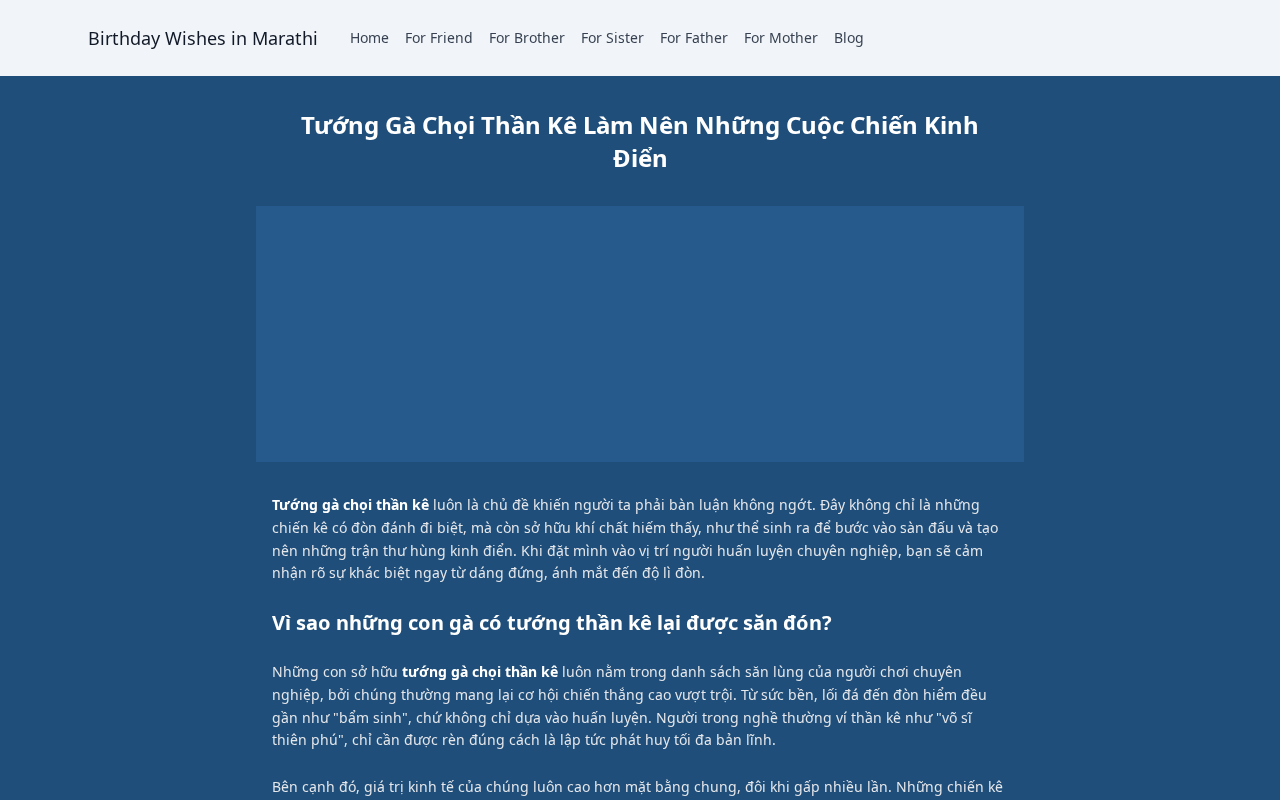 Birthday Wishes in Marathi
Home For Friend For Brother For Sister For Father For Mother Blog
Tướng Gà Chọi Thần Kê Làm Nên Những Cuộc Chiến Kinh
Điển
Tướng gà chọi thần kê luôn là chủ đề khiến người ta phải bàn luận không ngớt. Đây không chỉ là những
chiến kê có đòn đánh đi biệt, mà còn sở hữu khí chất hiếm thấy, như thể sinh ra để bước vào sàn đấu và tạo
nên những trận thư hùng kinh điển. Khi đặt mình vào vị trí người huấn luyện chuyên nghiệp, bạn sẽ cảm
nhận rõ sự khác biệt ngay từ dáng đứng, ánh mắt đến độ lì đòn.
Vì sao những con gà có tướng thần kê lại được săn đón?
Những con sở hữu tướng gà chọi thần kê luôn nằm trong danh sách săn lùng của người chơi chuyên
nghiệp, bởi chúng thường mang lại cơ hội chiến thắng cao vượt trội. Từ sức bền, lối đá đến đòn hiểm đều
gần như "bẩm sinh", chứ không chỉ dựa vào huấn luyện. Người trong nghề thường ví thần kê như "võ sĩ
thiên phú", chỉ cần được rèn đúng cách là lập tức phát huy tối đa bản lĩnh.
Bên cạnh đó, giá trị kinh tế của chúng luôn cao hơn mặt bằng chung, đôi khi gấp nhiều lần. Những chiến kê